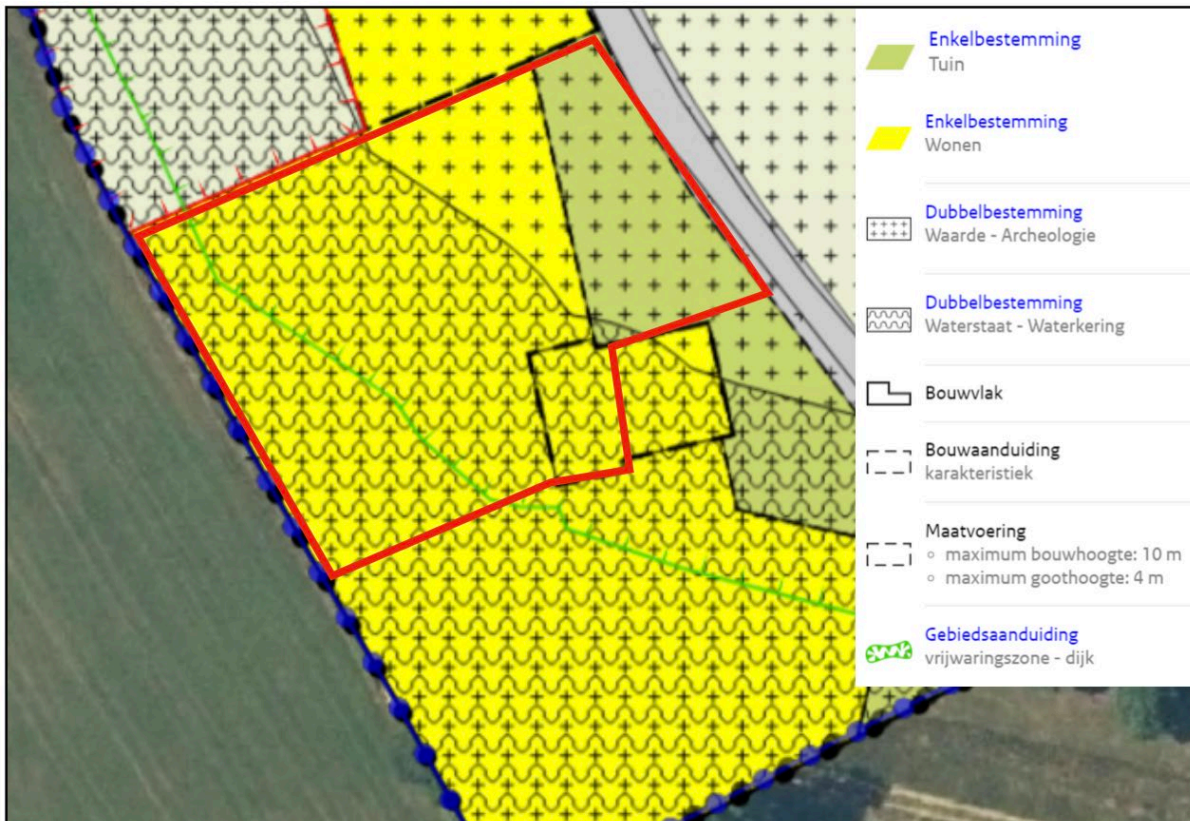 Enkelbestemming
Tuin
Enkelbestemming
Wonen
Dubbelbestemming
Waarde - Archeologie
Dubbelbestemming
Waterstaat - Waterkering
Bouwvlak
Bouwaanduiding
karakteristiek
Maatvoering
◦ maximum bouwhoogte: 10 m
◦ maximum goothoogte: 4 m
Gebiedsaanduiding
vrijwaringszone - dijk